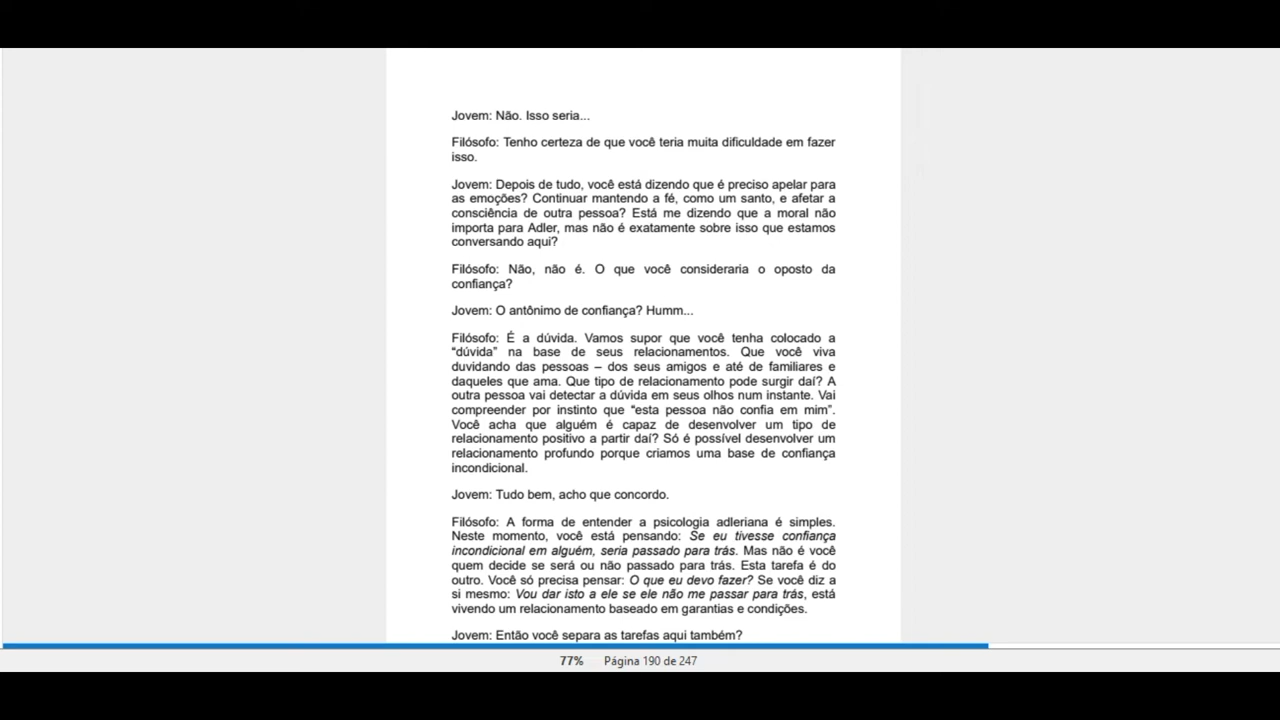 Jovem: Não. Isso seria...
Filósofo: Tenho certeza de que você teria muita dificuldade em fazer
isso.
Jovem: Depois de tudo, você está dizendo que é preciso apelar para
as emoções? Continuar mantendo a fé, como um santo, e afetar a
consciência de outra pessoa? Está me dizendo que a moral não
importa para Adler, mas não é exatamente sobre isso que estamos
conversando aqui?
Filósofo: Não, não é. O que você consideraria o oposto da
confiança?
Jovem: O antônimo de confiança? Humm...
Filósofo: É a dúvida. Vamos supor que você tenha colocado a
“dúvida” na base de seus relacionamentos. Que você viva
duvidando das pessoas – dos seus amigos e até de familiares e
daqueles que ama. Que tipo de relacionamento pode surgir daí? A
outra pessoa vai detectar a dúvida em seus olhos num instante. Vai
compreender por instinto que “esta pessoa não confia em mim”.
Você acha que alguém é capaz de desenvolver um tipo de
relacionamento positivo a partir daí? Só é possível desenvolver um
relacionamento profundo porque criamos uma base de confiança
incondicional.
Jovem: Tudo bem, acho que concordo.
Filósofo: A forma de entender a psicologia adleriana é simples.
Neste momento, você está pensando: Se eu tivesse confiança
incondicional em alguém, seria passado para trás. Mas não é você
quem decide se será ou não passado para trás. Esta tarefa é do
outro. Você só precisa pensar: O que eu devo fazer? Se você diz a
si mesmo: Vou dar isto a ele se ele não me passar para trás, está
vivendo um relacionamento baseado em garantias e condições.
Jovem: Então você separa as tarefas aqui também?
77% Página 190 de 247